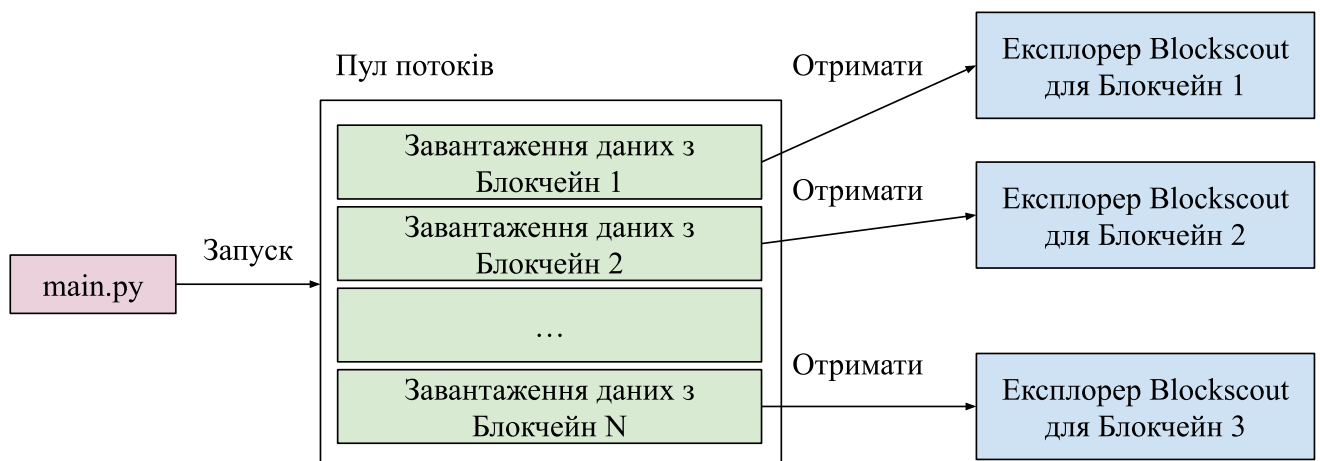 Пул потоків
Отримати
Експлорер Blockscout
для Блокчейн 1
Завантаження даних з
Блокчейн 1
Отримати
Експлорер Blockscout
для Блокчейн 2
Завантаження даних з
Блокчейн 2
Запуск
main.py
...
Отримати
Завантаження даних з
Блокчейн N
Експлорер Blockscout
для Блокчейн 3